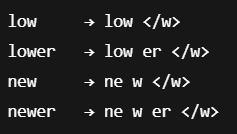 low → low </w>
lower → low er </w>
new → ne w </w>
newer → ne w er </w>